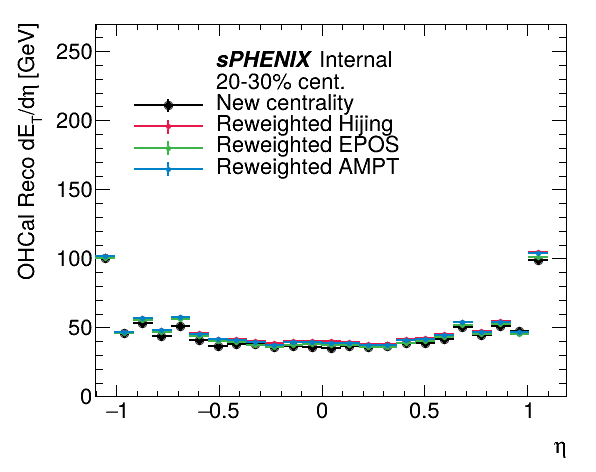 OHCal Reco dE_T/dη [GeV]
sPHENIX Internal
20-30% cent.
New centrality
Reweighted Hijing
Reweighted EPOS
Reweighted AMPT
250
200
150
100
50
0
−1 −0.5 0 0.5 1
η